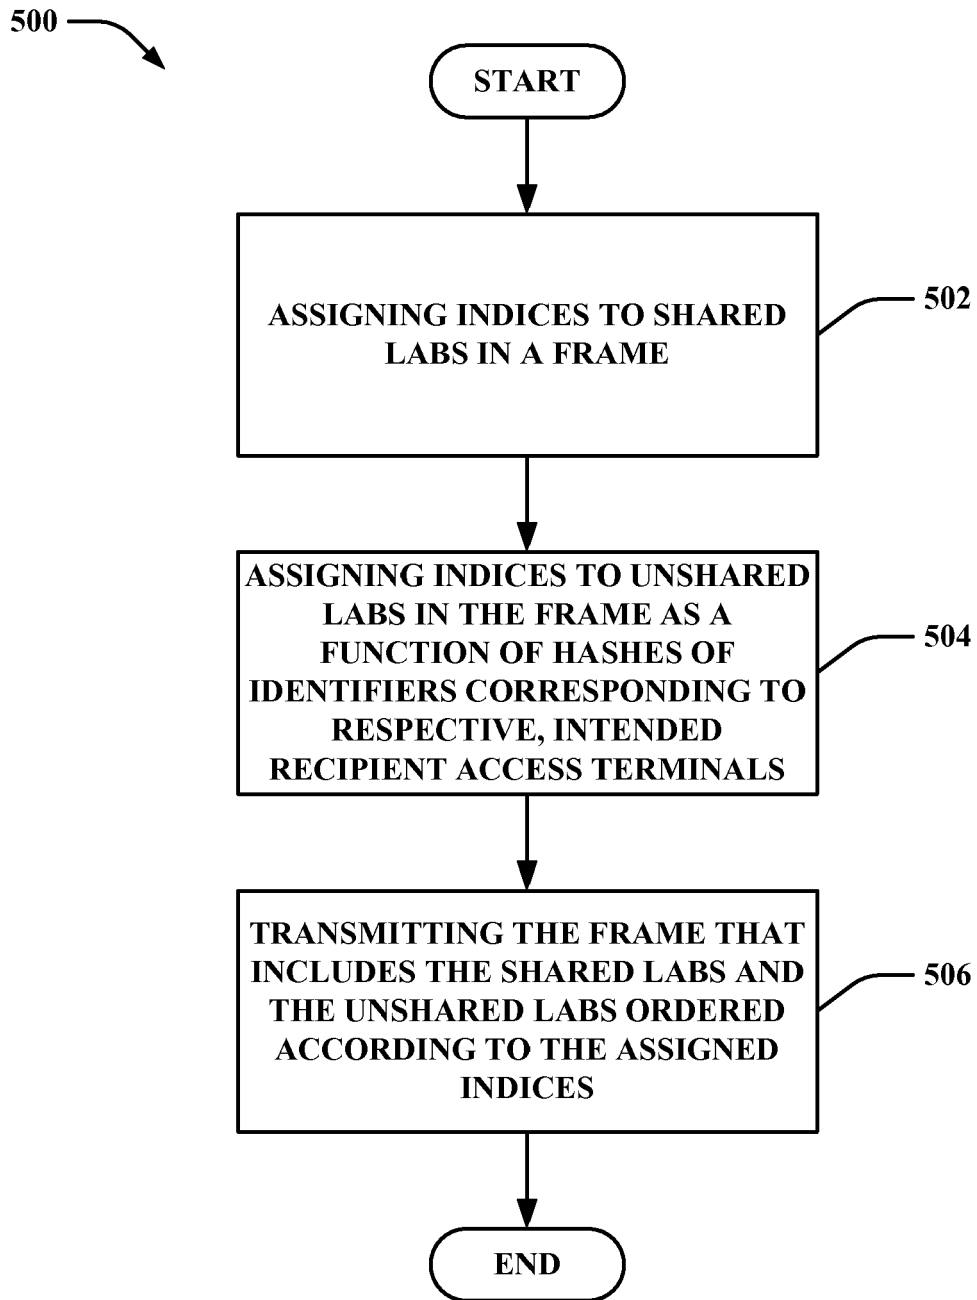 500
START
ASSIGNING INDICES TO SHARED
LABS IN A FRAME
502
ASSIGNING INDICES TO UNSHARED
LABS IN THE FRAME AS A
FUNCTION OF HASHES OF
IDENTIFIERS CORRESPONDING TO
RESPECTIVE, INTENDED
RECIPIENT ACCESS TERMINALS
504
TRANSMITTING THE FRAME THAT
INCLUDES THE SHARED LABS AND
THE UNSHARED LABS ORDERED
ACCORDING TO THE ASSIGNED
INDICES
506
END